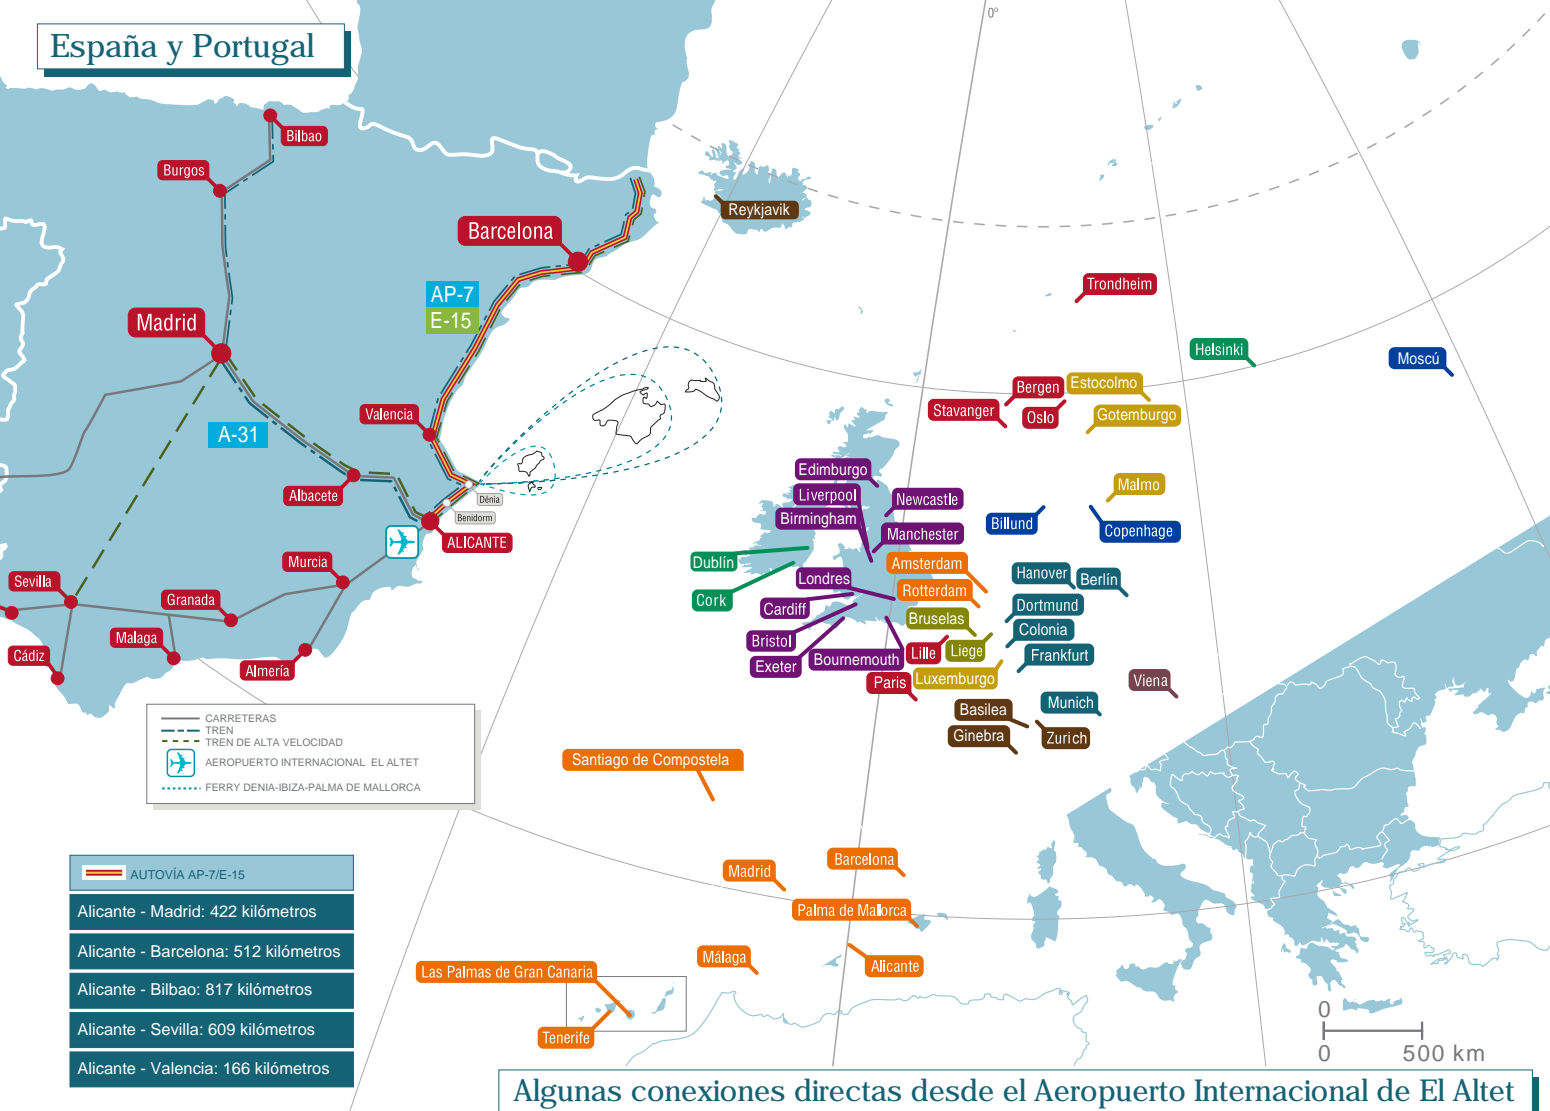 España y Portugal
0º
Bilbao
Burgos
Barcelona
Reykjavik
AP-7
E-15
Madrid
Trondheim
Helsinki
Moscú
Valencia
A-31
Bergen
Estocolmo
Stavanger
Oslo
Gotemburgo
Albacete
Dénia
Benidorm
ALICANTE
Edimburgo
Liverpool
Newcastle
Birmingham
Manchester
Malmo
Billund
Copenhage
Dublín
Amsterdam
Murcia
Sevilla
Granada
Londres
Rotterdam
Hanover
Berlín
Cork
Cardiff
Bruselas
Dortmund
Malaga
Bristol
Colonia
Cádiz
Almería
Exeter
Bournemouth
Lille
Liege
Frankfurt
Paris
Luxemburgo
Viena
Basilea
Munich
Ginebra
Zurich
CARRETERAS
TREN
TREN DE ALTA VELOCIDAD
AEROPUERTO INTERNACIONAL EL ALTET
FERRY DENIA-IBIZA-PALMA DE MALLORCA
Santiago de Compostela
Barcelona
Madrid
Palma de Mallorca
Málaga
Alicante
Las Palmas de Gran Canaria
Tenerife
AUTOVÍA AP-7/E-15
Alicante - Madrid: 422 kilómetros
Alicante - Barcelona: 512 kilómetros
Alicante - Bilbao: 817 kilómetros
Alicante - Sevilla: 609 kilómetros
Alicante - Valencia: 166 kilómetros
0
0 500 km
Algunas conexiones directas desde el Aeropuerto Internacional de El Altet